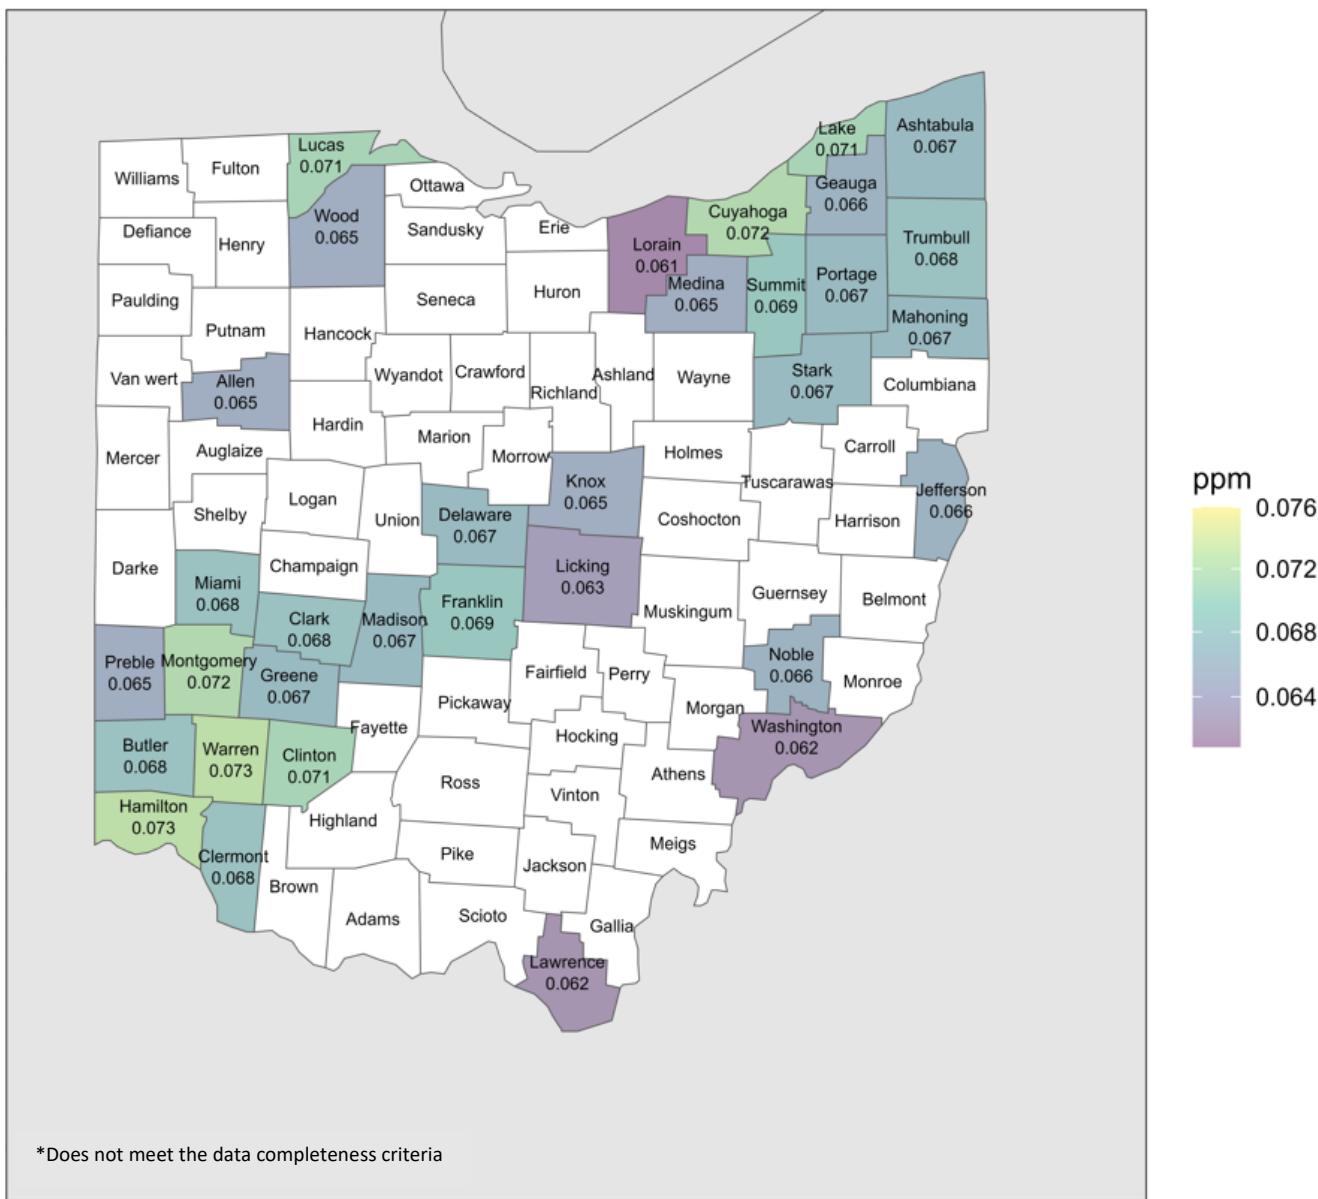 Lake
0.071
Ashtabula
0.067
Lucas
0.071
Fulton
Williams
Ottawa
Geauga
0.066
Wood
0.065
Cuyahoga
0.072
Defiance
Henry
Sandusky
Erie
Lorain
0.061
Trumbull
0.068
Paulding
Seneca
Huron
Medina
0.065
Summit
0.069
Portage
0.067
Putnam
Hancock
Mahoning
0.067
Van wert
Allen
0.065
Wyandot
Crawford
Richland
Ashland
Wayne
Stark
0.067
Columbiana
Mercer
Auglaize
Hardin
Marion
Morrow
Holmes
Carroll
Knox
0.065
Tuscarawas
Jefferson
0.066
Shelby
Logan
Union
Delaware
0.067
Coshocton
Harrison
Darke
Champaign
Licking
0.063
Miami
0.068
Clark
0.068
Madison
0.067
Franklin
0.069
Muskingum
Guernsey
Belmont
Preble
0.065
Montgomery
0.072
Greene
0.067
Fairfield
Perry
Noble
0.066
Monroe
Pickaway
Morgan
Fayette
Washington
0.062
Butler
0.068
Warren
0.073
Clinton
0.071
Hocking
Ross
Athens
Vinton
Hamilton
0.073
Highland
Clermont
0.068
Pike
Jackson
Meigs
Brown
Adams
Scioto
Gallia
Lawrence
0.062
ppm
0.076
0.072
0.068
0.064
*Does not meet the data completeness criteria